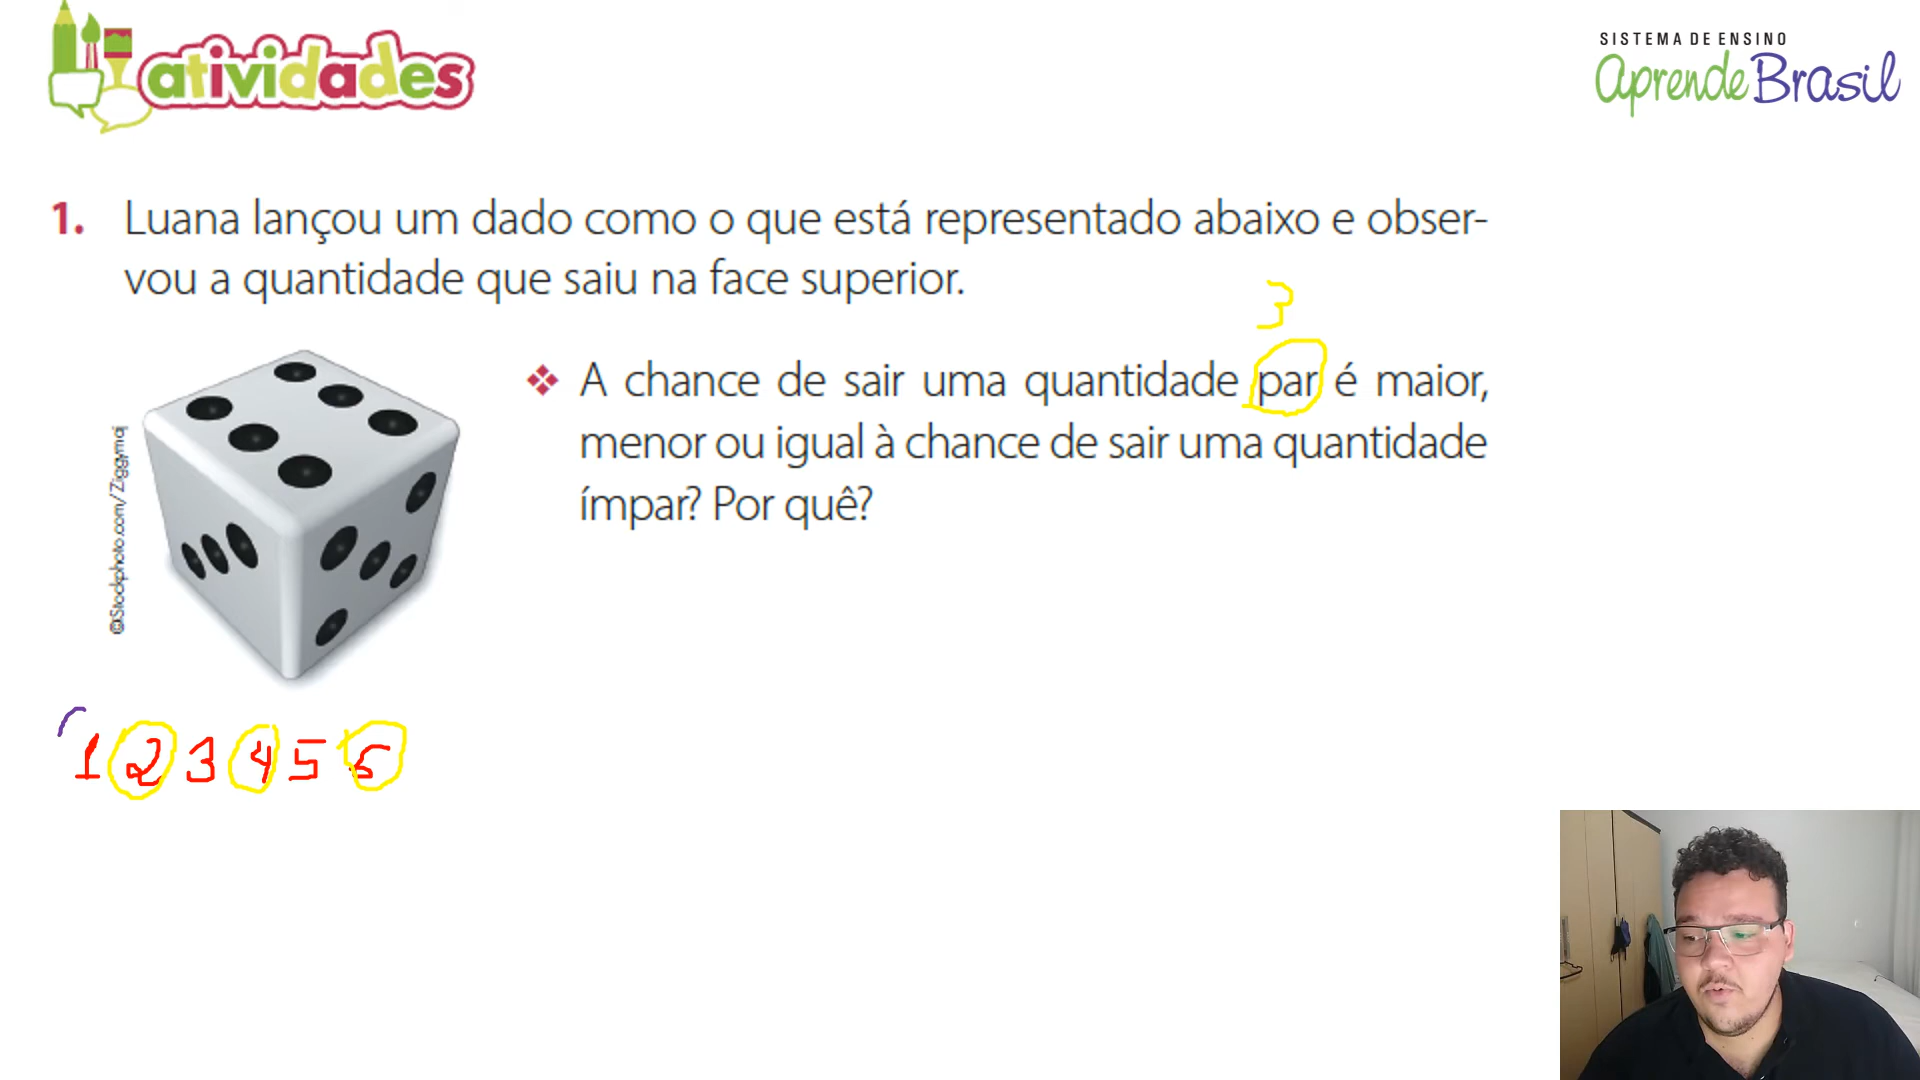 atividades
SISTEMA DE ENSINO
aprende Brasil
1. Luana lançou um dado como o que está representado abaixo e obser-
vou a quantidade que saiu na face superior.
3
❖ A chance de sair uma quantidade par é maior,
menor ou igual à chance de sair uma quantidade
ímpar? Por quê?
©iStockphoto.com/Ziggymaj
1 2 3 4 5 6